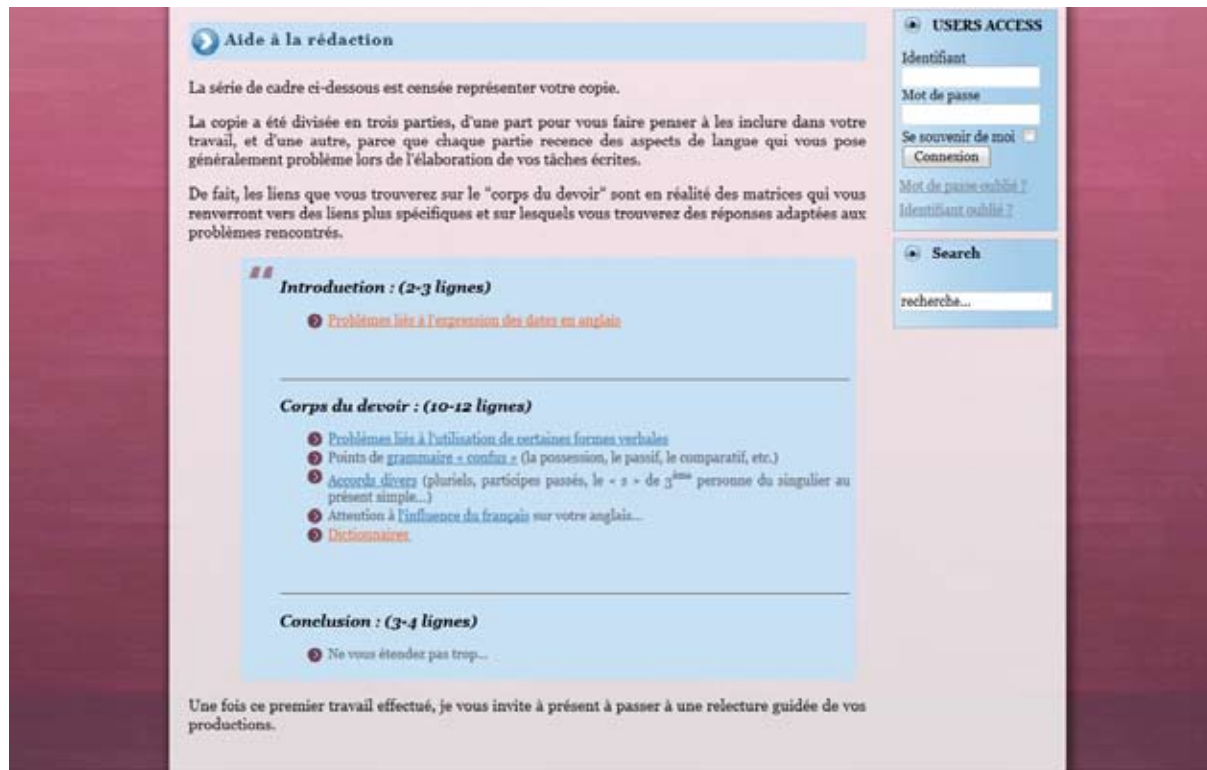 Aide à la rédaction
La série de cadre ci-dessous est censée représenter votre copie.
La copie a été divisée en trois parties, d'une part pour vous faire penser à les inclure dans votre
travail, et d'une autre, parce que chaque partie recence des aspects de langue qui vous pose
généralement problème lors de l'élaboration de vos tâches écrites.
De fait, les liens que vous trouverez sur le "corps du devoir" sont en réalité des matrices qui vous
renverront vers des liens plus spécifiques et sur lesquels vous trouverez des réponses adaptées aux
problèmes rencontrés.
Introduction : (2-3 lignes)
Problèmes liés à l'expression des dates en anglais
Corps du devoir : (10-12 lignes)
Problèmes liés à l'utilisation de certaines formes verbales
Points de grammaire « confus » (la possession, le passif, le comparatif, etc.)
Accords divers (pluriels, participes passés, le « s » de 3ème personne du singulier au
présent simple...)
Attention à l'influence du français sur votre anglais...
Dictionnaires
Conclusion : (3-4 lignes)
Ne vous étendez pas trop...
Une fois ce premier travail effectué, je vous invite à présent à passer à une relecture guidée de vos
productions.
USERS ACCESS
Identifiant
Mot de passe
Se souvenir de moi
Connexion
Mot de passe oublié ?
Identifiant oublié ?
Search
recherche...